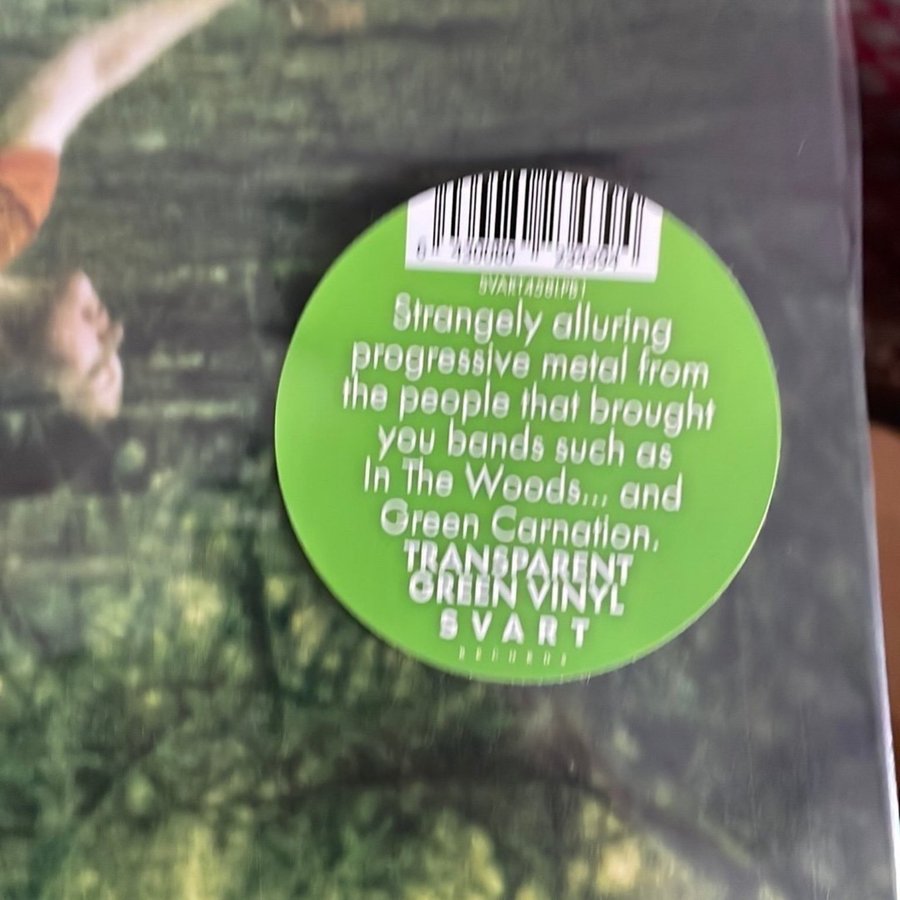 Strangely alluring
progressive metal from
the people that brought
you bands such as
In The Woods... and
Green Carnation.
TRANSPARENT
GREEN VINYL
SVART
RECORDS